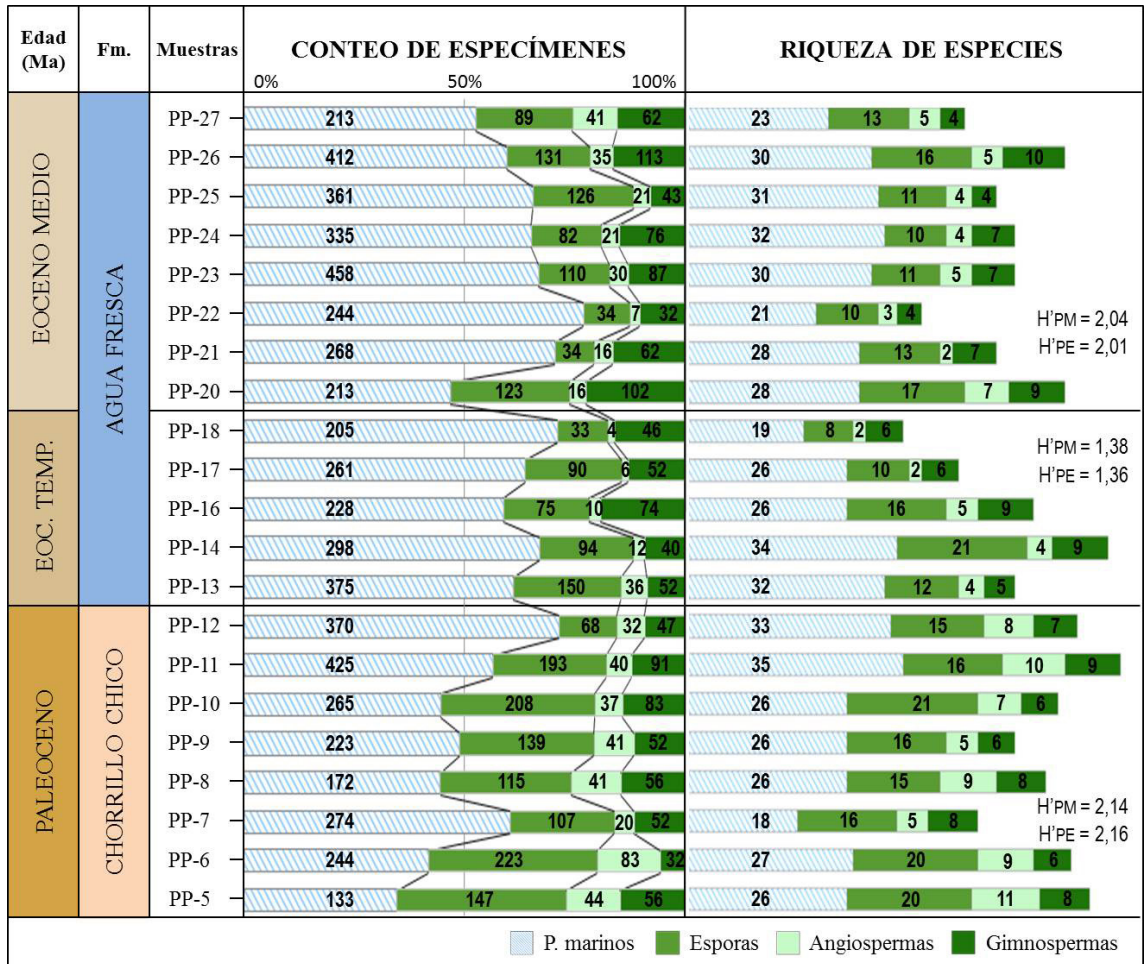 Edad (Ma) Fm. Muestras CONTEO DE ESPECÍMENES RIQUEZA DE ESPECIES
0% 50% 100%
EOCENO MEDIO
EOC. TEMP.
PALEOCENO
AGUA FRESCA
CHORRILLO CHICO
PP-27 213 89 41 62 23 13 5 4
PP-26 412 131 35 113 30 16 5 10
PP-25 361 126 21 43 31 11 4 4
PP-24 335 82 21 76 32 10 4 7
PP-23 458 110 30 87 30 11 5 7
PP-22 244 34 7 32 21 10 3 4
H'PM = 2,04
H'PE = 2,01
PP-21 268 34 16 62 28 13 2 7
PP-20 213 123 16 102 28 17 7 9
PP-18 205 33 4 46 19 8 2 6
H'PM = 1,38
H'PE = 1,36
PP-17 261 90 6 52 26 10 2 6
PP-16 228 75 10 74 26 16 5 9
PP-14 298 94 12 40 34 21 4 9
PP-13 375 150 36 52 32 12 4 5
PP-12 370 68 32 47 33 15 8 7
PP-11 425 193 40 91 35 16 10 9
PP-10 265 208 37 83 26 21 7 6
PP-9 223 139 41 52 26 16 5 6
PP-8 172 115 41 56 26 15 9 8
H'PM = 2,14
H'PE = 2,16
PP-7 274 107 20 52 18 16 5 8
PP-6 244 223 83 32 27 20 9 6
PP-5 133 147 44 56 26 20 11 8
P. marinos Esporas Angiospermas Gimnospermas